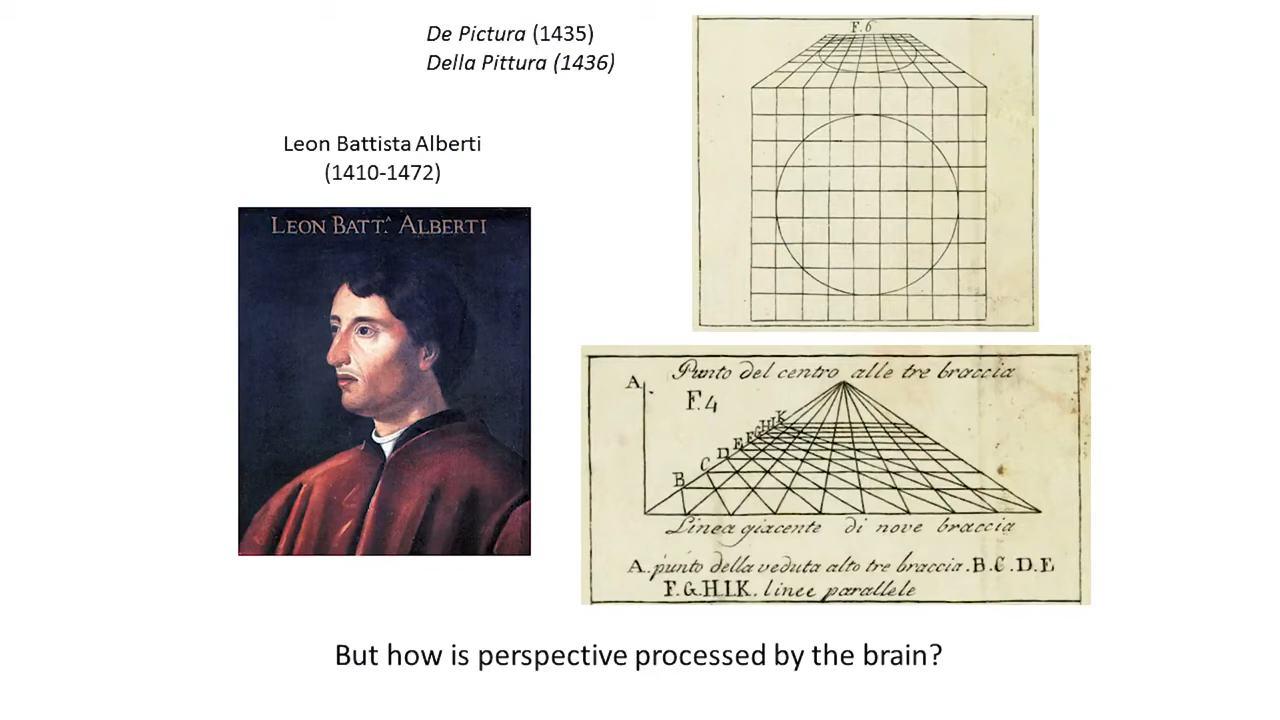 De Pictura (1435)
Della Pittura (1436)
Leon Battista Alberti
(1410-1472)
LEON BATT.ᴬ ALBERTI
F. 6
Punto del centro alle tre braccia
A
F. 4
B C D E F G H I K
Linea giacente di nove braccia
A. punto della veduta alto tre braccia. B. C. D. E
F. G. H. I. K. linee parallele
But how is perspective processed by the brain?